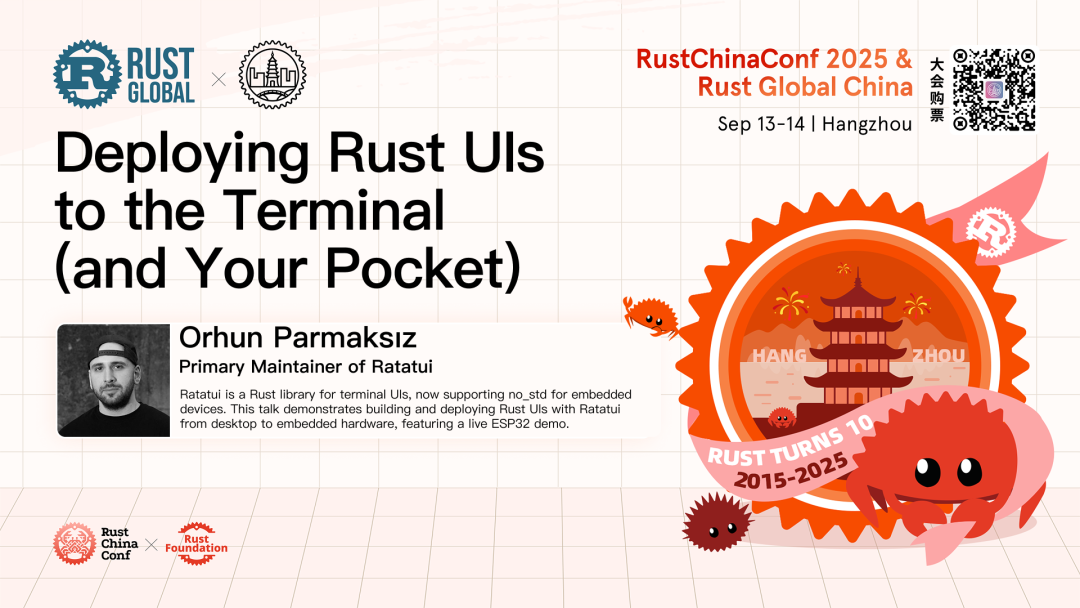 RUST
GLOBAL
RustChinaConf 2025 &
Rust Global China
Sep 13-14 | Hangzhou
大会购票
Deploying Rust UIs
to the Terminal
(and Your Pocket)
Orhun Parmaksız
Primary Maintainer of Ratatui
Ratatui is a Rust library for terminal UIs, now supporting no_std for embedded
devices. This talk demonstrates building and deploying Rust UIs with Ratatui
from desktop to embedded hardware, featuring a live ESP32 demo.
HANG ZHOU
RUST TURNS 10
2015-2025
Rust
China
Conf
Rust
Foundation